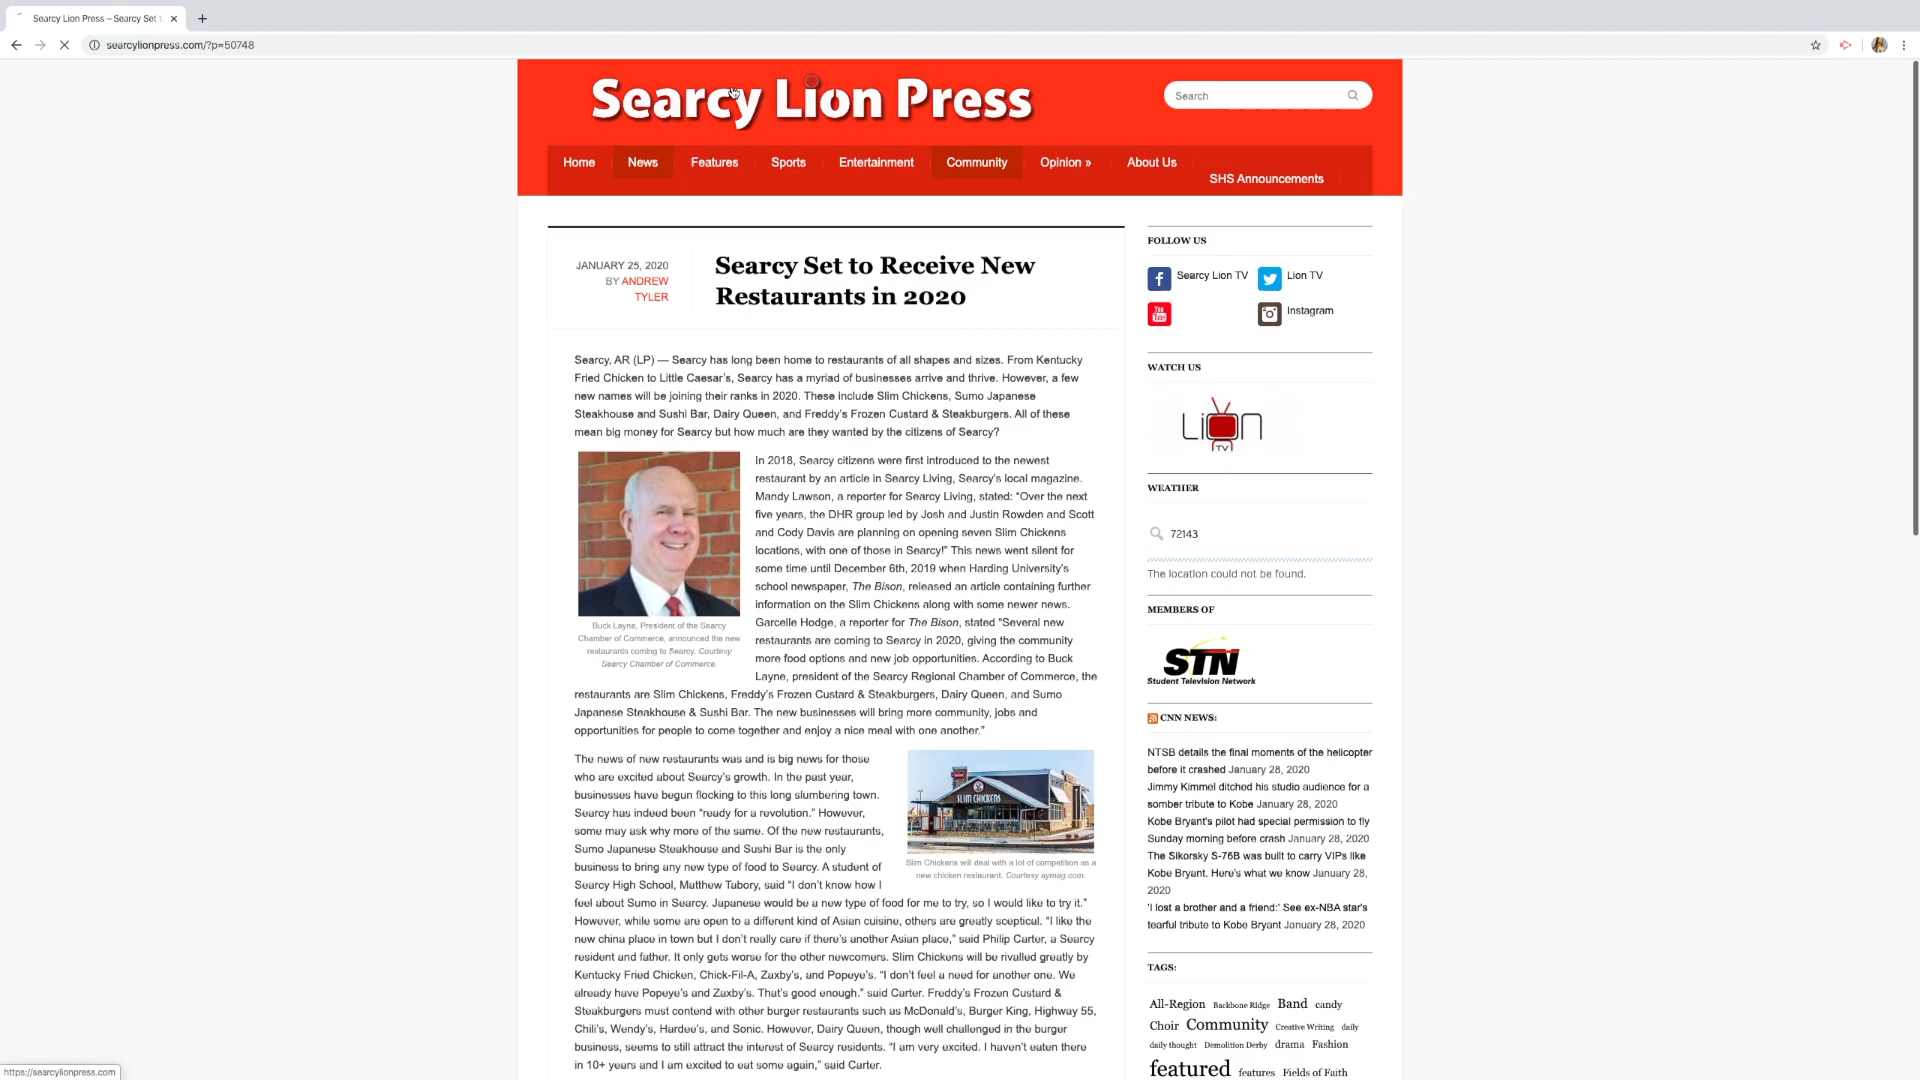 Searcy Lion Press – Searcy Set t
searcylionpress.com/?p=50748
Searcy Lion Press
Search
Home
News
Features
Sports
Entertainment
Community
Opinion »
About Us
SHS Announcements
JANUARY 25, 2020
BY ANDREW
TYLER
Searcy Set to Receive New
Restaurants in 2020
Searcy, AR (LP) — Searcy has long been home to restaurants of all shapes and sizes. From Kentucky
Fried Chicken to Little Caesar's, Searcy has a myriad of businesses arrive and thrive. However, a few
new names will be joining their ranks in 2020. These include Slim Chickens, Sumo Japanese
Steakhouse and Sushi Bar, Dairy Queen, and Freddy's Frozen Custard & Steakburgers. All of these
mean big money for Searcy but how much are they wanted by the citizens of Searcy?
Buck Layne, President of the Searcy
Chamber of Commerce, announced the new
restaurants coming to Searcy. Courtesy
Searcy Chamber of Commerce.
In 2018, Searcy citizens were first introduced to the newest
restaurant by an article in Searcy Living, Searcy's local magazine.
Mandy Lawson, a reporter for Searcy Living, stated: “Over the next
five years, the DHR group led by Josh and Justin Rowden and Scott
and Cody Davis are planning on opening seven Slim Chickens
locations, with one of those in Searcy!” This news went silent for
some time until December 6th, 2019 when Harding University's
school newspaper, The Bison, released an article containing further
information on the Slim Chickens along with some newer news.
Garcelle Hodge, a reporter for The Bison, stated “Several new
restaurants are coming to Searcy in 2020, giving the community
more food options and new job opportunities. According to Buck
Layne, president of the Searcy Regional Chamber of Commerce, the
restaurants are Slim Chickens, Freddy's Frozen Custard & Steakburgers, Dairy Queen, and Sumo
Japanese Steakhouse & Sushi Bar. The new businesses will bring more community, jobs and
opportunities for people to come together and enjoy a nice meal with one another.”
The news of new restaurants was and is big news for those
who are excited about Searcy's growth. In the past year,
businesses have begun flocking to this long slumbering town.
Searcy has indeed been “ready for a revolution.” However,
some may ask why more of the same. Of the new restaurants,
Sumo Japanese Steakhouse and Sushi Bar is the only
business to bring any new type of food to Searcy. A student of
Searcy High School, Matthew Tabory, said “I don't know how I
feel about Sumo in Searcy. Japanese would be a new type of food for me to try, so I would like to try it.”
However, while some are open to a different kind of Asian cuisine, others are greatly sceptical. “I like the
new china place in town but I don't really care if there's another Asian place,” said Philip Carter, a Searcy
resident and father. It only gets worse for the other newcomers. Slim Chickens will be rivalled greatly by
Kentucky Fried Chicken, Chick-Fil-A, Zaxby's, and Popeye's. “I don't feel a need for another one. We
already have Popeye's and Zaxby's. That's good enough.” said Carter. Freddy's Frozen Custard &
Steakburgers must contend with other burger restaurants such as McDonald's, Burger King, Highway 55,
Chili's, Wendy's, Hardee's, and Sonic. However, Dairy Queen, though well challenged in the burger
business, seems to still attract the interest of Searcy residents. “I am very excited. I haven't eaten there
in 10+ years and I am excited to eat some again,” said Carter.
SLIM CHICKENS
Slim Chickens will deal with a lot of competition as a
new chicken restaurant. Courtesy aymag.com.
FOLLOW US
Searcy Lion TV
Lion TV
You
Tube
Instagram
WATCH US
LiON
TV
WEATHER
72143
The location could not be found.
MEMBERS OF
STN
Student Television Network
CNN NEWS:
NTSB details the final moments of the helicopter
before it crashed January 28, 2020
Jimmy Kimmel ditched his studio audience for a
somber tribute to Kobe January 28, 2020
Kobe Bryant's pilot had special permission to fly
Sunday morning before crash January 28, 2020
The Sikorsky S-76B was built to carry VIPs like
Kobe Bryant. Here's what we know January 28,
2020
'I lost a brother and a friend:' See ex-NBA star's
tearful tribute to Kobe Bryant January 28, 2020
TAGS:
All-Region Backbone Ridge Band candy
Choir Community Creative Writing daily
daily thought Demolition Derby drama Fashion
featured features Fields of Faith
https://searcylionpress.com